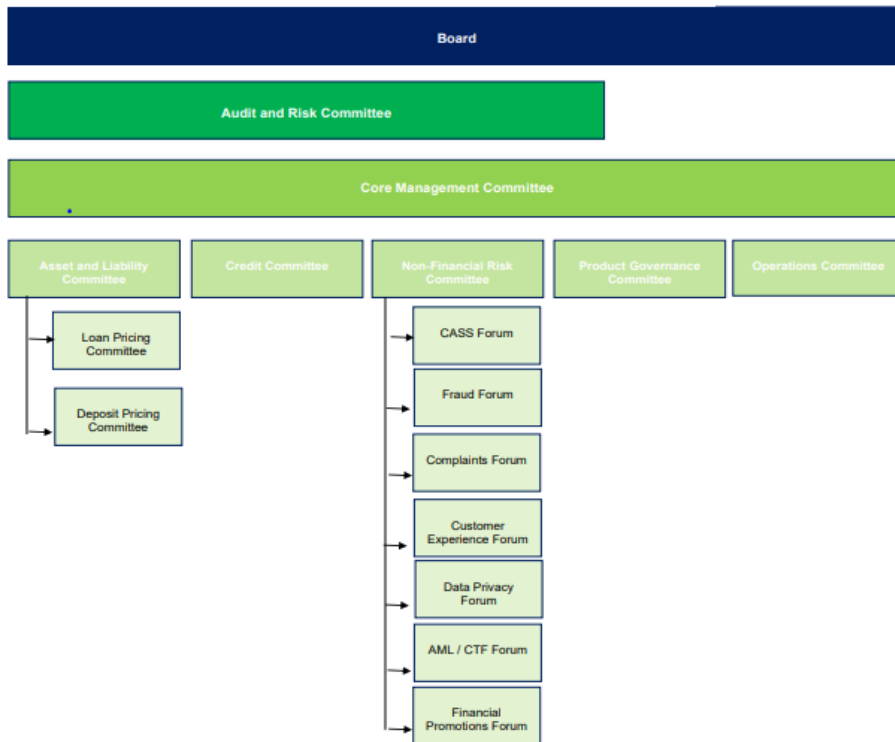 Board
Audit and Risk Committee
Core Management Committee
Asset and Liability
Committee
Credit Committee
Non-Financial Risk
Committee
Product Governance
Committee
Operations Committee
Loan Pricing
Committee
Deposit Pricing
Committee
CASS Forum
Fraud Forum
Complaints Forum
Customer
Experience Forum
Data Privacy
Forum
AML / CTF Forum
Financial
Promotions Forum